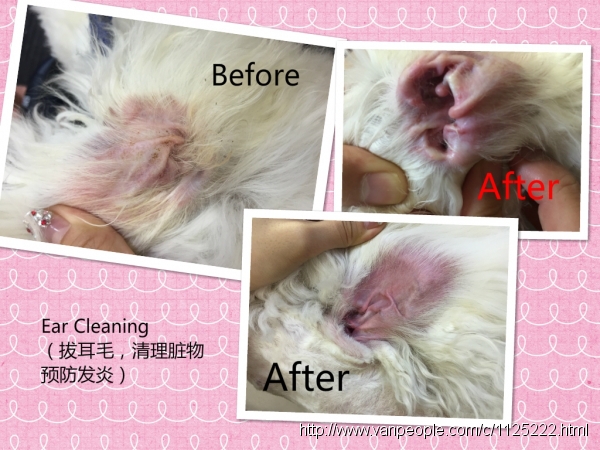 Before
After
After
Ear Cleaning
（拔耳毛，清理脏物
预防发炎）
http://www.vanpeople.com/c/1125222.html